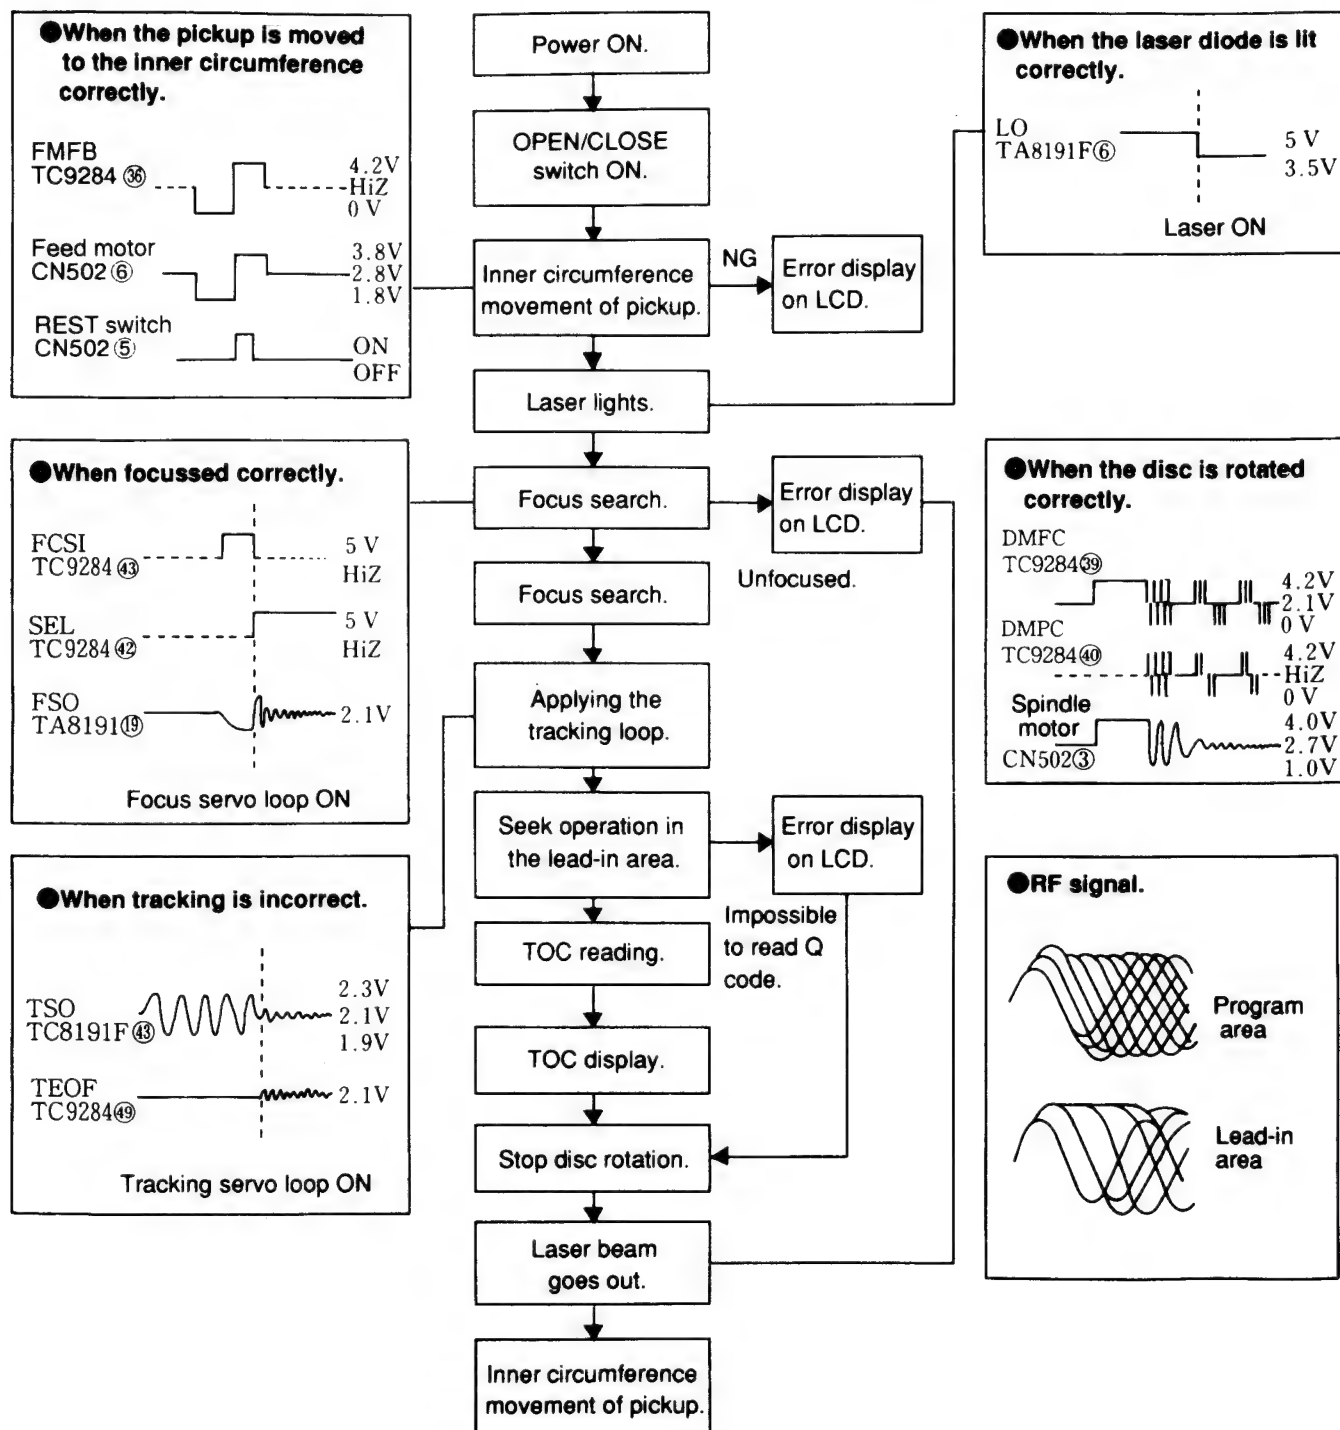 ●When the pickup is moved
to the inner circumference
correctly.
FMFB
TC9284 ㊱
4.2V
HiZ
0 V
Feed motor
CN502 ⑥
3.8V
2.8V
1.8V
REST switch
CN502 ⑤
ON
OFF
Power ON.
OPEN/CLOSE
switch ON.
Inner circumference
movement of pickup.
NG
Error display
on LCD.
Laser lights.
●When the laser diode is lit
correctly.
LO
TA8191F⑥
5 V
3.5V
Laser ON
●When focussed correctly.
FCSI
TC9284 ㊸
5 V
HiZ
SEL
TC9284 ㊷
5 V
HiZ
FSO
TA8191⑲
2.1V
Focus servo loop ON
Focus search.
Error display
on LCD.
Unfocused.
Focus search.
Applying the
tracking loop.
Seek operation in
the lead-in area.
Error display
on LCD.
Impossible
to read Q
code.
TOC reading.
TOC display.
Stop disc rotation.
Laser beam
goes out.
Inner circumference
movement of pickup.
●When the disc is rotated
correctly.
DMFC
TC9284㊴
4.2V
2.1V
0 V
DMPC
TC9284㊵
4.2V
HiZ
0 V
Spindle
motor
CN502③
4.0V
2.7V
1.0V
●When tracking is incorrect.
TSO
TC8191F ㊸
2.3V
2.1V
1.9V
TEOF
TC9284㊾
2.1V
Tracking servo loop ON
●RF signal.
Program
area
Lead-in
area